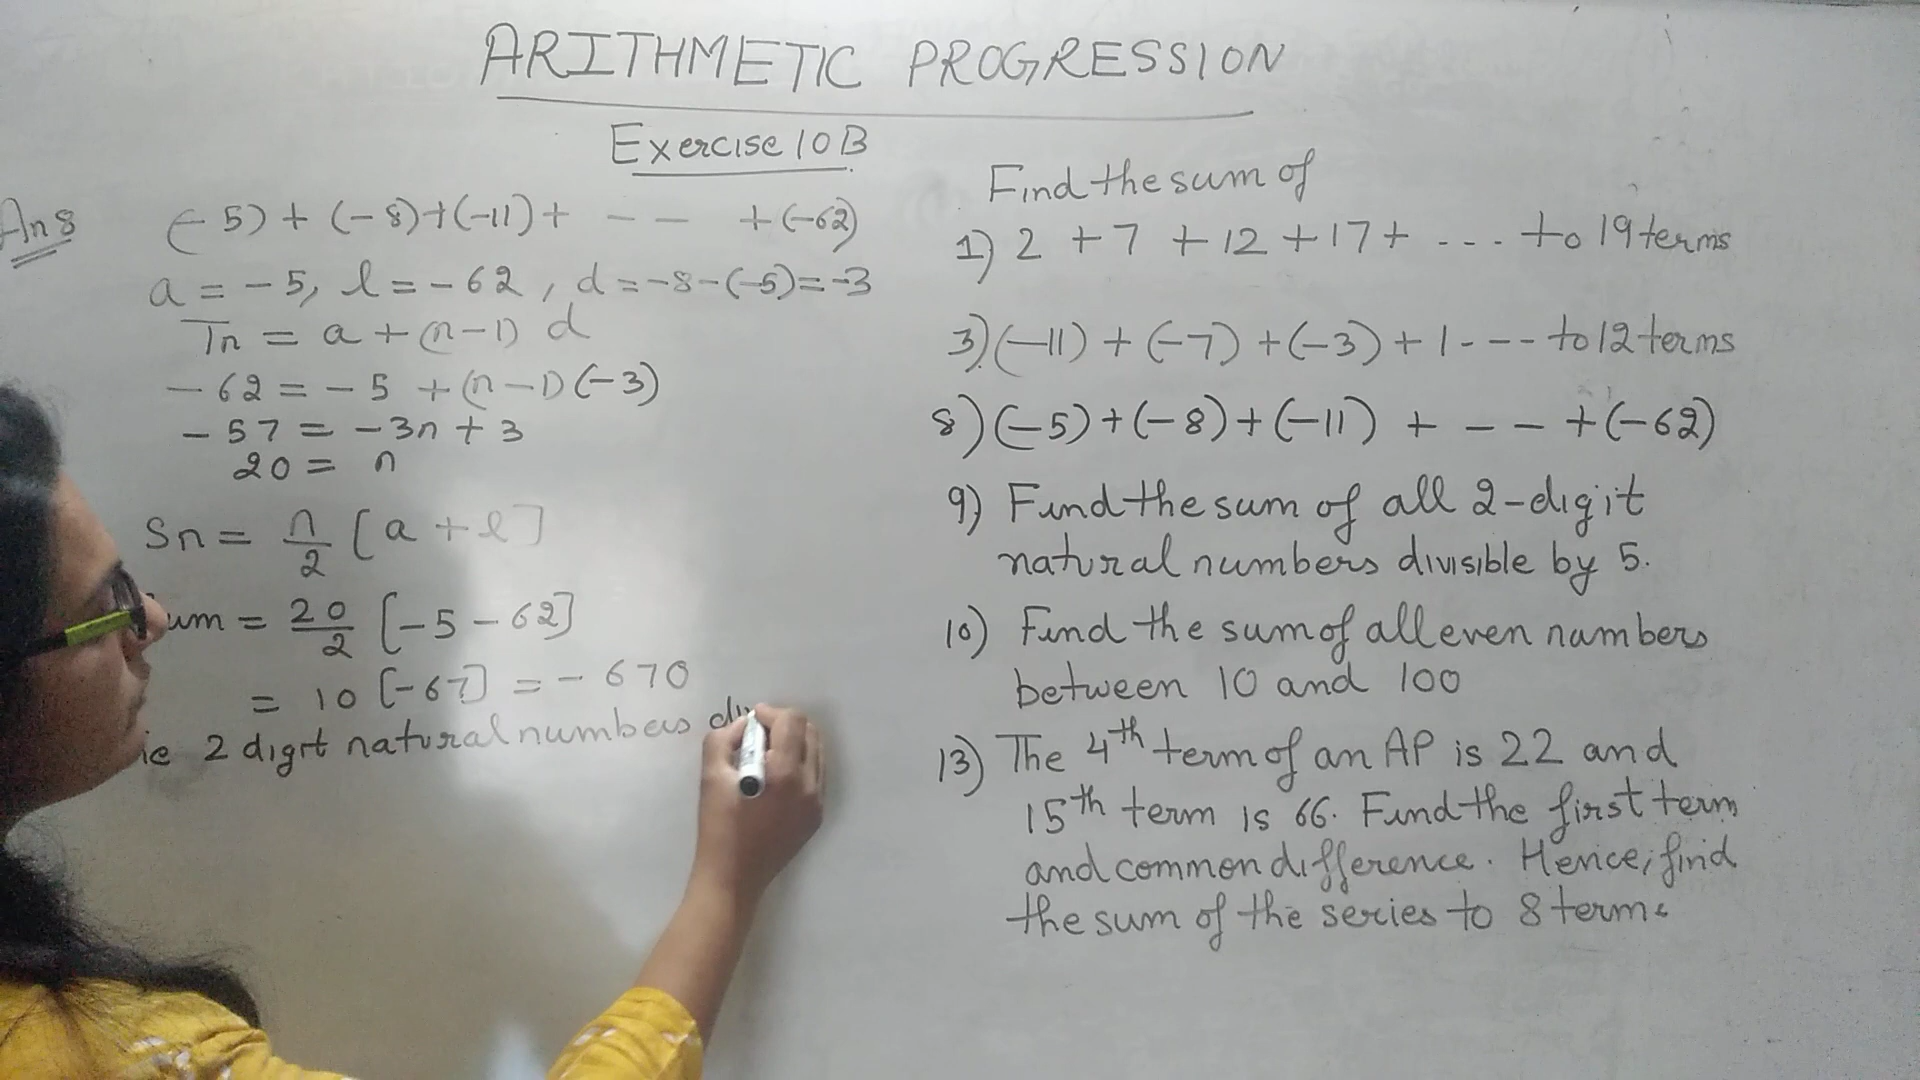 ARITHMETIC PROGRESSION
Exercise 10B
Ans (-5) + (-8) + (-11) + - - + (-62)
a = -5, l = -62, d = -8-(-5) = -3
Tn = a + (n-1) d
-62 = -5 + (n-1)(-3)
-57 = -3n + 3
20 = n
Sn = n/2 [a + l]
um = 20/2 [-5 - 62]
= 10 [-67] = - 670
ie 2 digit natural numbers
Find the sum of
1) 2 + 7 + 12 + 17 + ... to 19 terms
3) (-11) + (-7) + (-3) + 1 - - - to 12 terms
8) (-5) + (-8) + (-11) + - - + (-62)
9) Find the sum of all 2-digit
natural numbers divisible by 5.
10) Find the sum of all even numbers
between 10 and 100
13) The 4th term of an AP is 22 and
15th term is 66. Find the first term
and common difference. Hence, find
the sum of the series to 8 terms